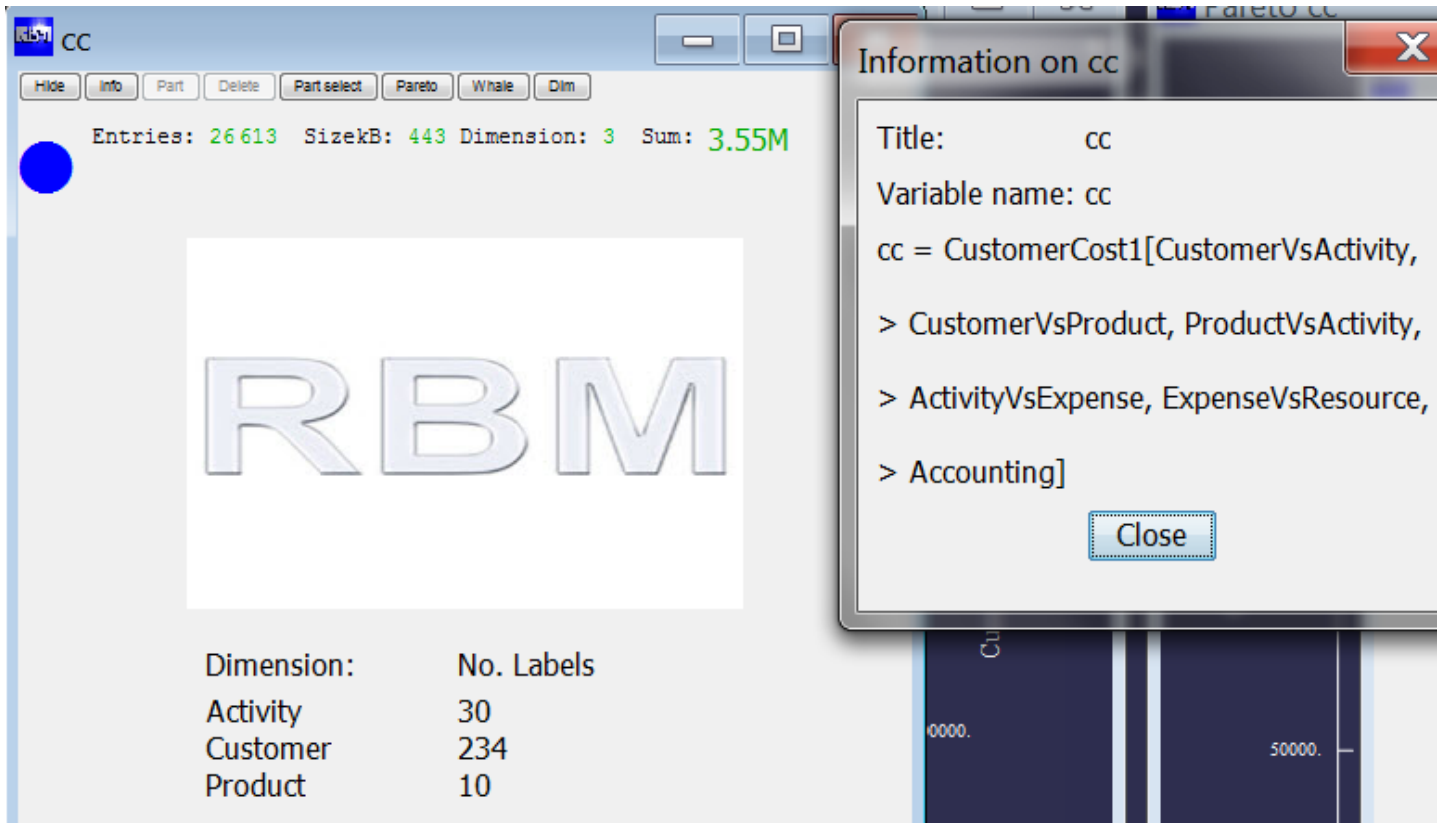 cc
Hide Info Part Delete Part select Pareto Whale Dim
Entries: 26 613 SizekB: 443 Dimension: 3 Sum: 3.55M
RBM
Dimension: No. Labels
Activity 30
Customer 234
Product 10
Pareto cc
Information on cc
Title: cc
Variable name: cc
cc = CustomerCost1[CustomerVsActivity,
> CustomerVsProduct, ProductVsActivity,
> ActivityVsExpense, ExpenseVsResource,
> Accounting]
Close
Cu
0000.
50000.